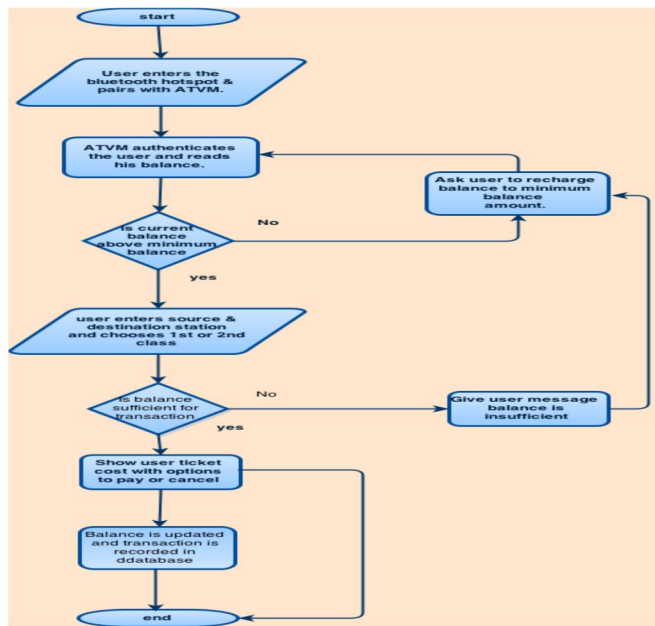 start
User enters the
bluetooth hotspot &
pairs with ATVM.
ATVM authenticates
the user and reads
his balance.
Ask user to recharge
balance to minimum
balance
amount.
Is current
balance
above minimum
balance
No
yes
user enters source &
destination station
and chooses 1st or 2nd
class
Is balance
sufficient for
transaction
No
Give user message
balance is
insufficient
yes
Show user ticket
cost with options
to pay or cancel
Balance is updated
and transaction is
recorded in
ddatabase
end